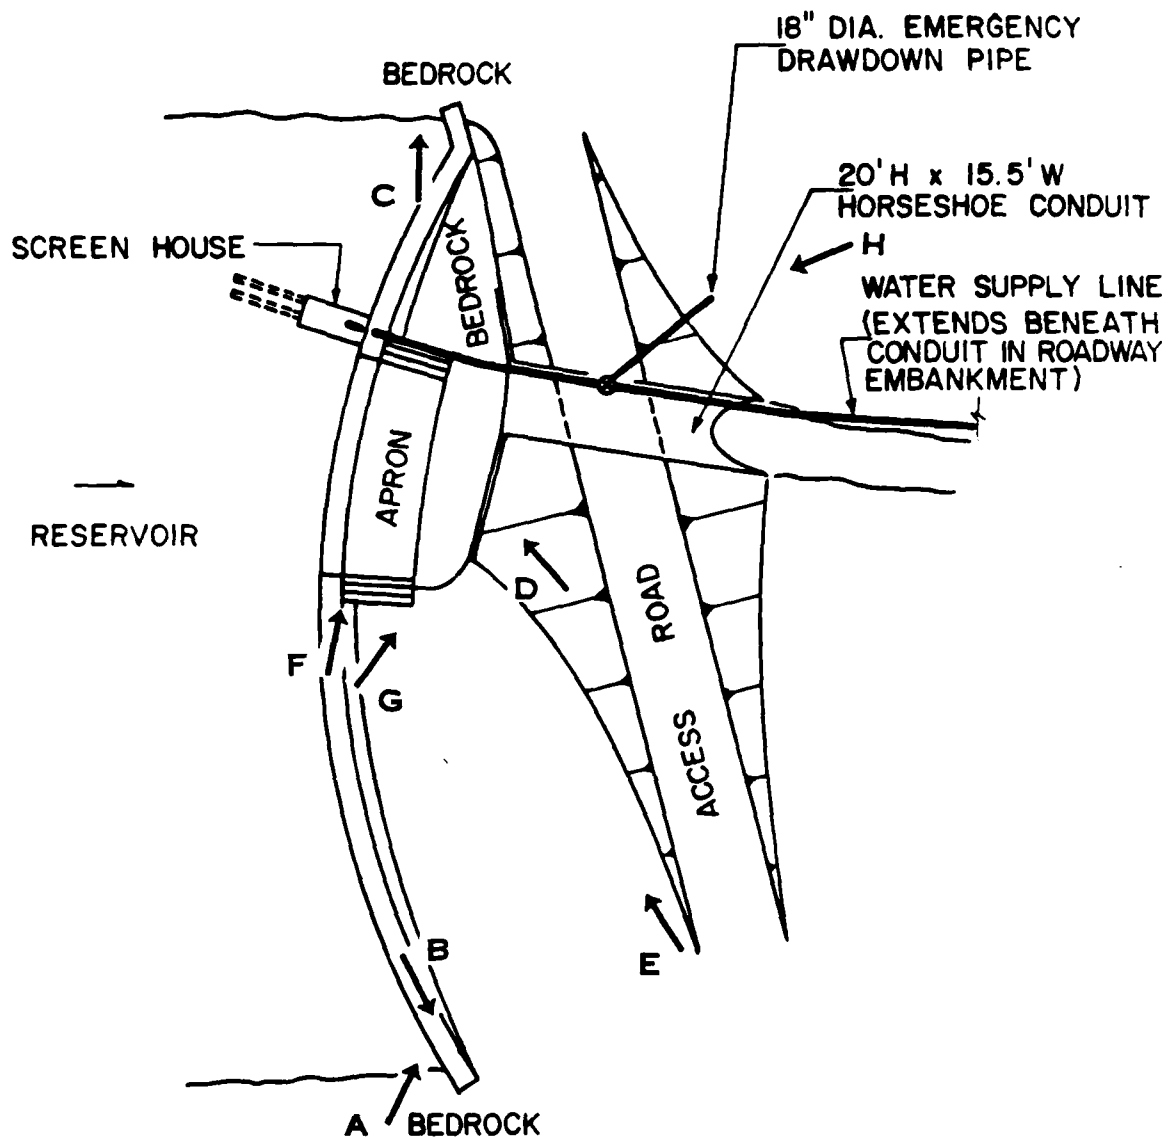 18" DIA. EMERGENCY
DRAWDOWN PIPE
BEDROCK
20'H x 15.5'W
HORSESHOE CONDUIT
C
SCREEN HOUSE
H
BEDROCK
WATER SUPPLY LINE
(EXTENDS BENEATH
CONDUIT IN ROADWAY
EMBANKMENT)
APRON
RESERVOIR
D
ROAD
F
G
ACCESS
B
E
A
BEDROCK